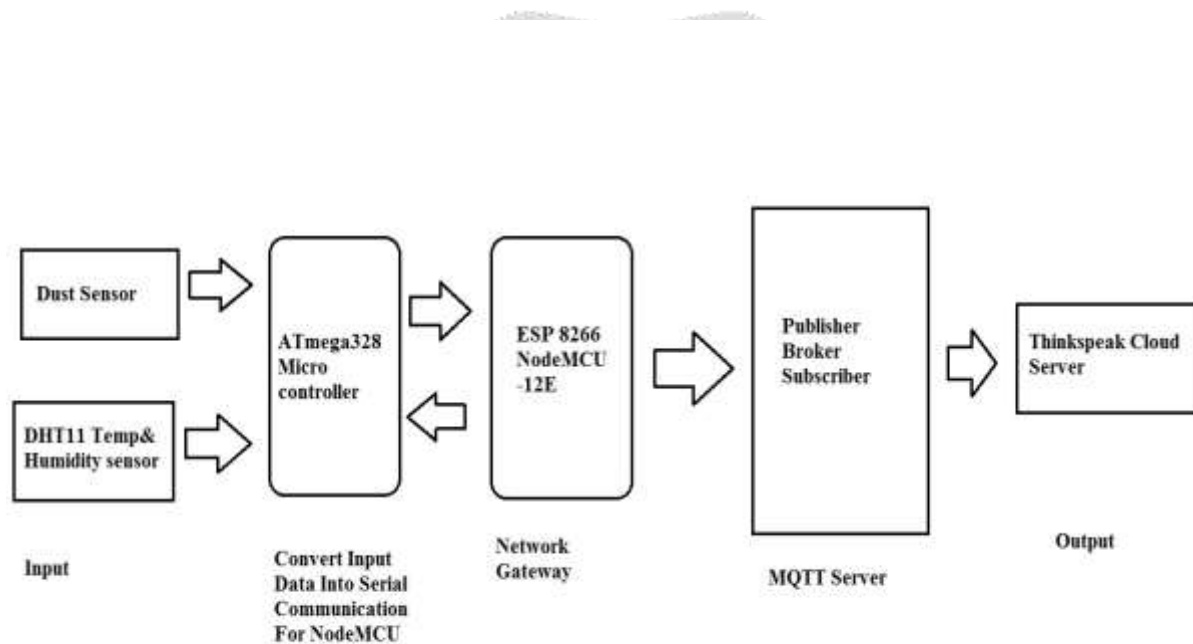 Dust Sensor
DHT11 Temp&
Humidity sensor
Input
ATmega328
Micro
controller
Convert Input
Data Into Serial
Communication
For NodeMCU
ESP 8266
NodeMCU
-12E
Network
Gateway
Publisher
Broker
Subscriber
MQTT Server
Thinkspeak Cloud
Server
Output